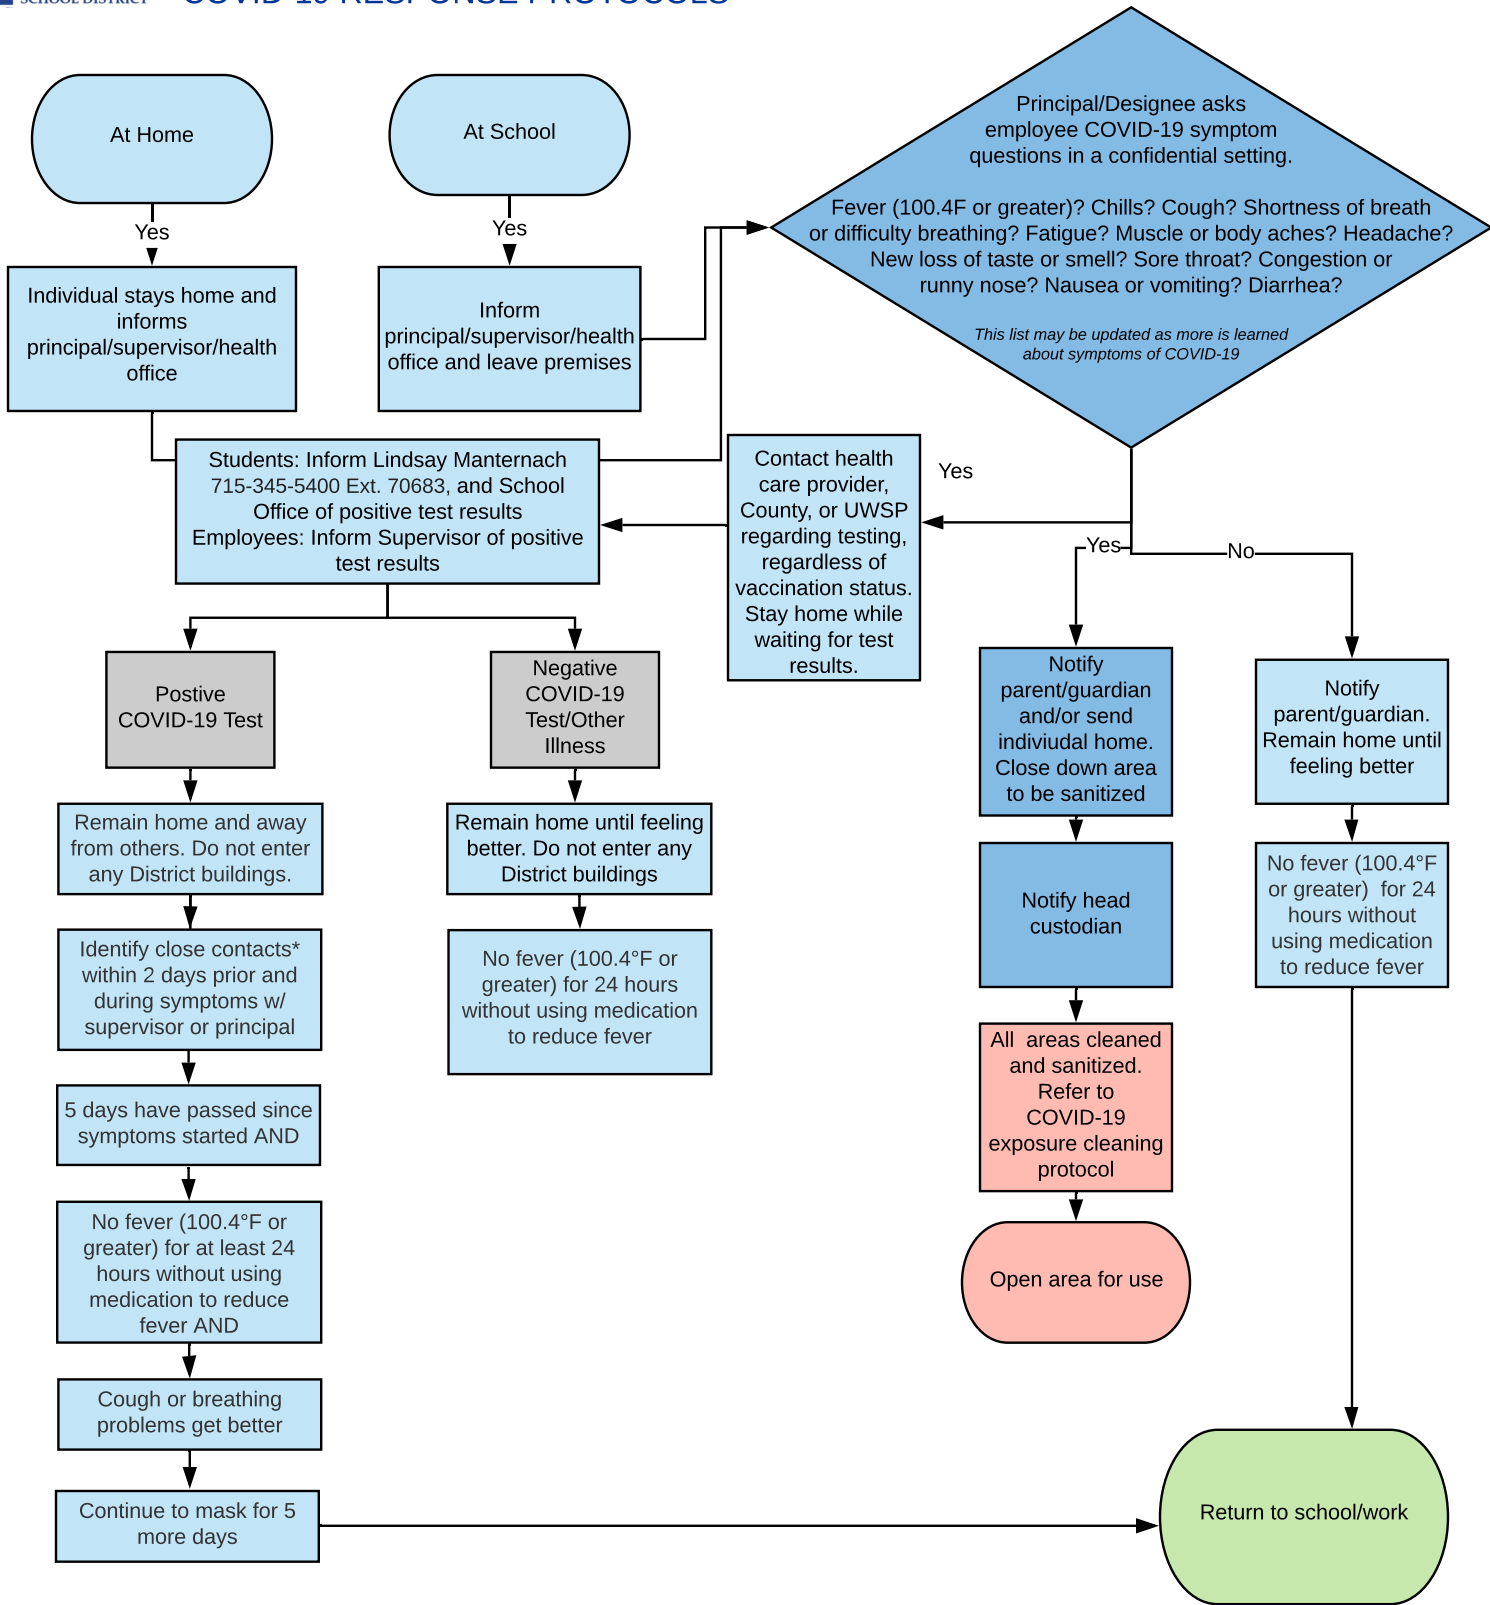 SCHOOL DISTRICT
COVID-19 RESPONSE PROTOCOLS
At Home
Yes
Individual stays home and
informs
principal/supervisor/health
office
At School
Yes
Inform
principal/supervisor/health
office and leave premises
Principal/Designee asks
employee COVID-19 symptom
questions in a confidential setting.
Fever (100.4F or greater)? Chills? Cough? Shortness of breath
or difficulty breathing? Fatigue? Muscle or body aches? Headache?
New loss of taste or smell? Sore throat? Congestion or
runny nose? Nausea or vomiting? Diarrhea?
This list may be updated as more is learned
about symptoms of COVID-19
Students: Inform Lindsay Manternach
715-345-5400 Ext. 70683, and School
Office of positive test results
Employees: Inform Supervisor of positive
test results
Contact health
care provider,
County, or UWSP
regarding testing,
regardless of
vaccination status.
Stay home while
waiting for test
results.
Yes
Yes
No
Postive
COVID-19 Test
Negative
COVID-19
Test/Other
Illness
Notify
parent/guardian
and/or send
indiviudal home.
Close down area
to be sanitized
Notify
parent/guardian.
Remain home until
feeling better
Remain home and away
from others. Do not enter
any District buildings.
Remain home until feeling
better. Do not enter any
District buildings
Notify head
custodian
No fever (100.4°F
or greater)  for 24
hours without
using medication
to reduce fever
Identify close contacts*
within 2 days prior and
during symptoms w/
supervisor or principal
No fever (100.4°F or
greater) for 24 hours
without using medication
to reduce fever
All  areas cleaned
and sanitized.
Refer to
COVID-19
exposure cleaning
protocol
5 days have passed since
symptoms started AND
No fever (100.4°F or
greater) for at least 24
hours without using
medication to reduce
fever AND
Open area for use
Cough or breathing
problems get better
Continue to mask for 5
more days
Return to school/work